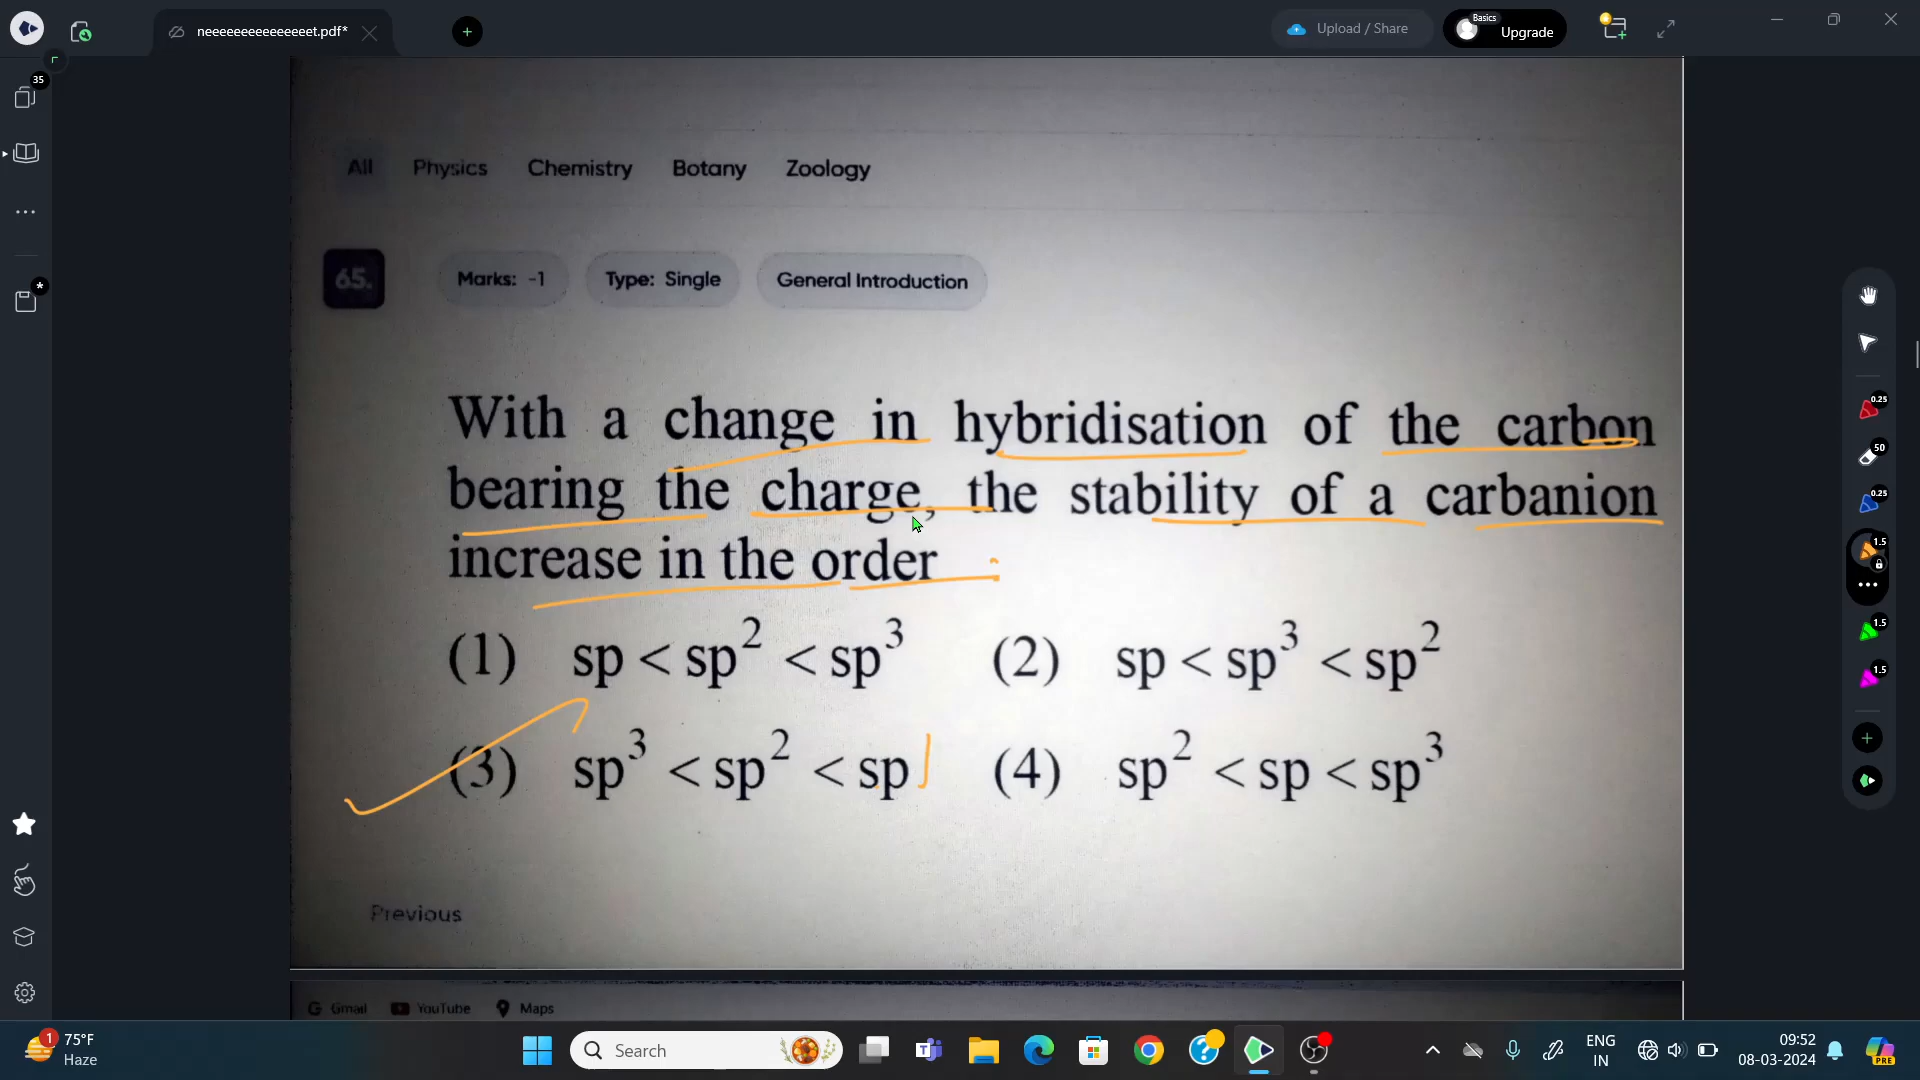 neeeeeeeeeeeeeeet.pdf*
Upload / Share
Basics
Upgrade
35
All Physics Chemistry Botany Zoology
65. Marks: -1 Type: Single General Introduction
With a change in hybridisation of the carbon
bearing the charge, the stability of a carbanion
increase in the order :
(1) sp < sp² < sp³ (2) sp < sp³ < sp²
(3) sp³ < sp² < sp (4) sp² < sp < sp³
Previous
Gmail YouTube Maps
0.25
50
0.25
1.5
1.5
1.5
1
75°F
Haze
Search
ENG
IN
09:52
08-03-2024
PRE